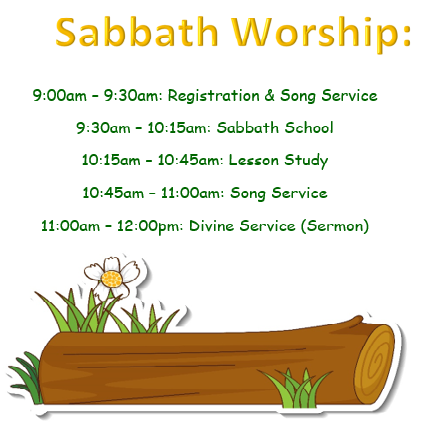 Sabbath Worship:
9:00am – 9:30am: Registration & Song Service
9:30am – 10:15am: Sabbath School
10:15am – 10:45am: Lesson Study
10:45am – 11:00am: Song Service
11:00am – 12:00pm: Divine Service (Sermon)